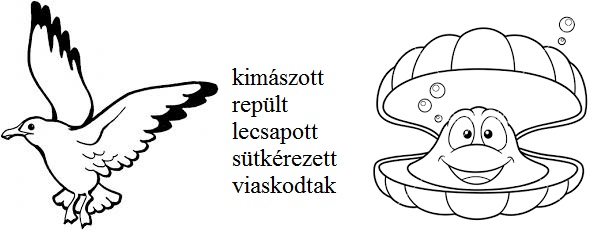 kimászott
repült
lecsapott
sütkérezett
viaskodtak